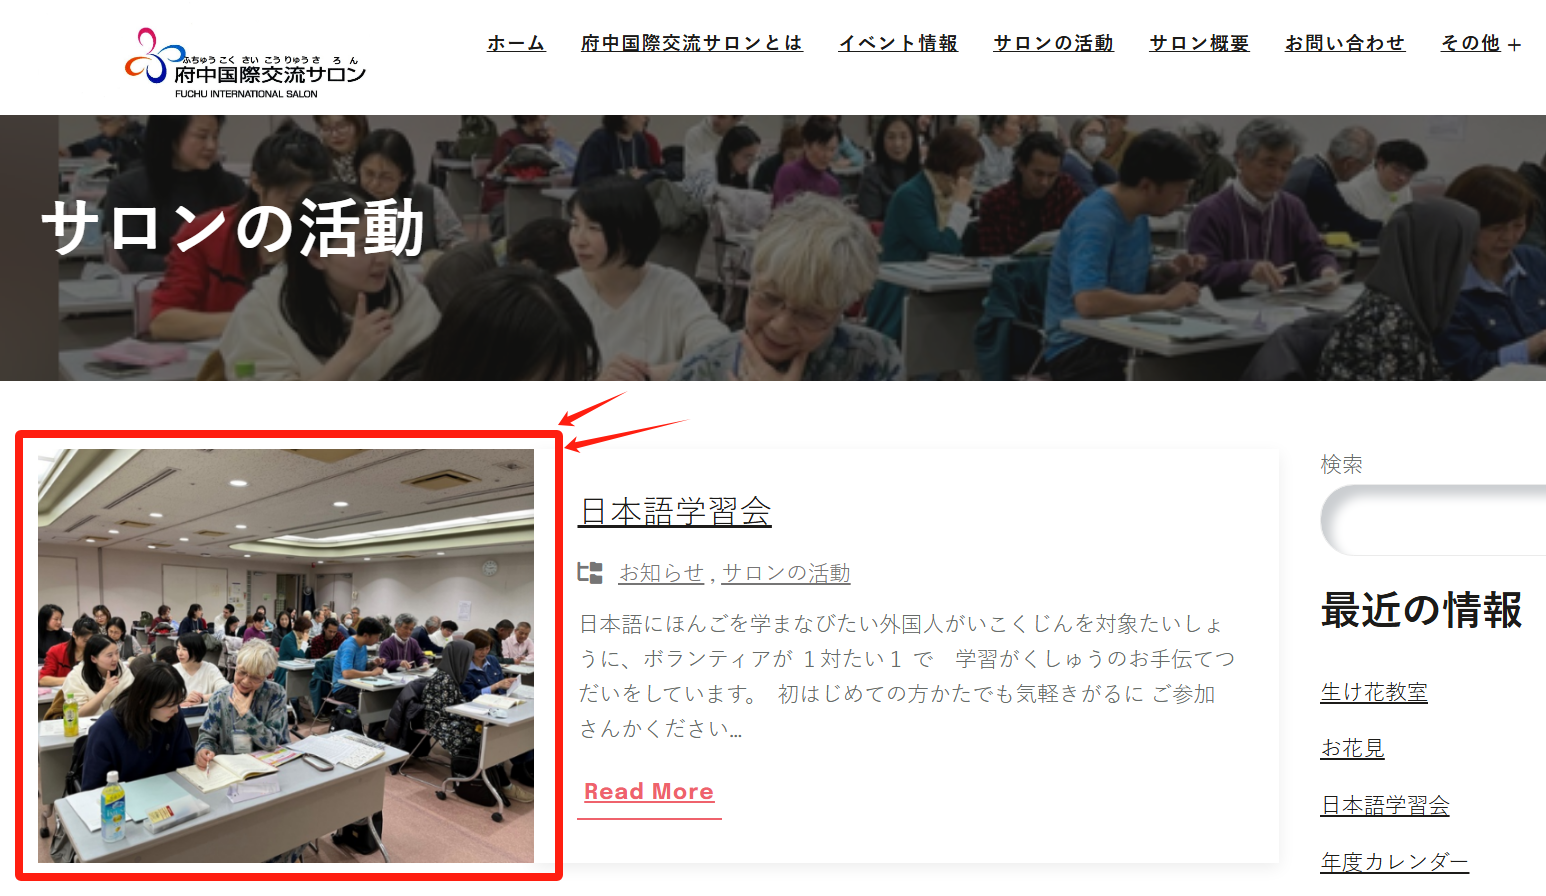 ふちゅう こく さい こう りゅう さ ろ ん
府中国際交流サロン
FUCHU INTERNATIONAL SALON
ホーム
府中国際交流サロンとは
イベント情報
サロンの活動
サロン概要
お問い合わせ
その他 +
サロンの活動
日本語学習会
お知らせ , サロンの活動
日本語にほんごを学まなびたい外国人がいこくじんを対象たいしょ
うに、ボランティアが １対たい１ で　学習がくしゅうのお手伝てつ
だいをしています。 初はじめての方かたでも気軽きがるに ご参加
さんかください…
Read More
検索
最近の情報
生け花教室
お花見
日本語学習会
年度カレンダー